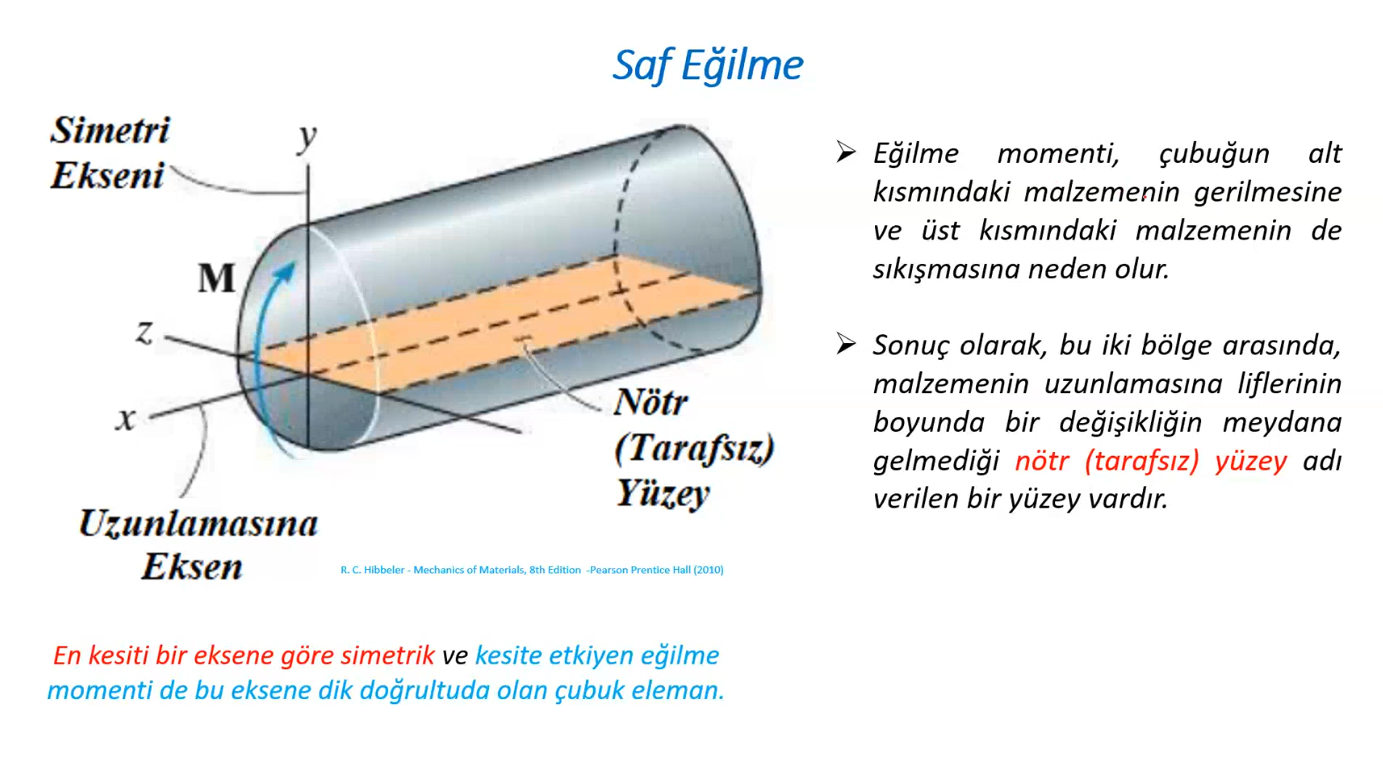 Saf Eğilme
Simetri
Ekseni
y
M
z
x
Nötr
(Tarafsız)
Yüzey
Uzunlamasına
Eksen
R. C. Hibbeler - Mechanics of Materials, 8th Edition -Pearson Prentice Hall (2010)
En kesiti bir eksene göre simetrik ve kesite etkiyen eğilme
momenti de bu eksene dik doğrultuda olan çubuk eleman.
➢ Eğilme momenti, çubuğun alt
kısmındaki malzemenin gerilmesine
ve üst kısmındaki malzemenin de
sıkışmasına neden olur.
➢ Sonuç olarak, bu iki bölge arasında,
malzemenin uzunlamasına liflerinin
boyunda bir değişikliğin meydana
gelmediği nötr (tarafsız) yüzey adı
verilen bir yüzey vardır.